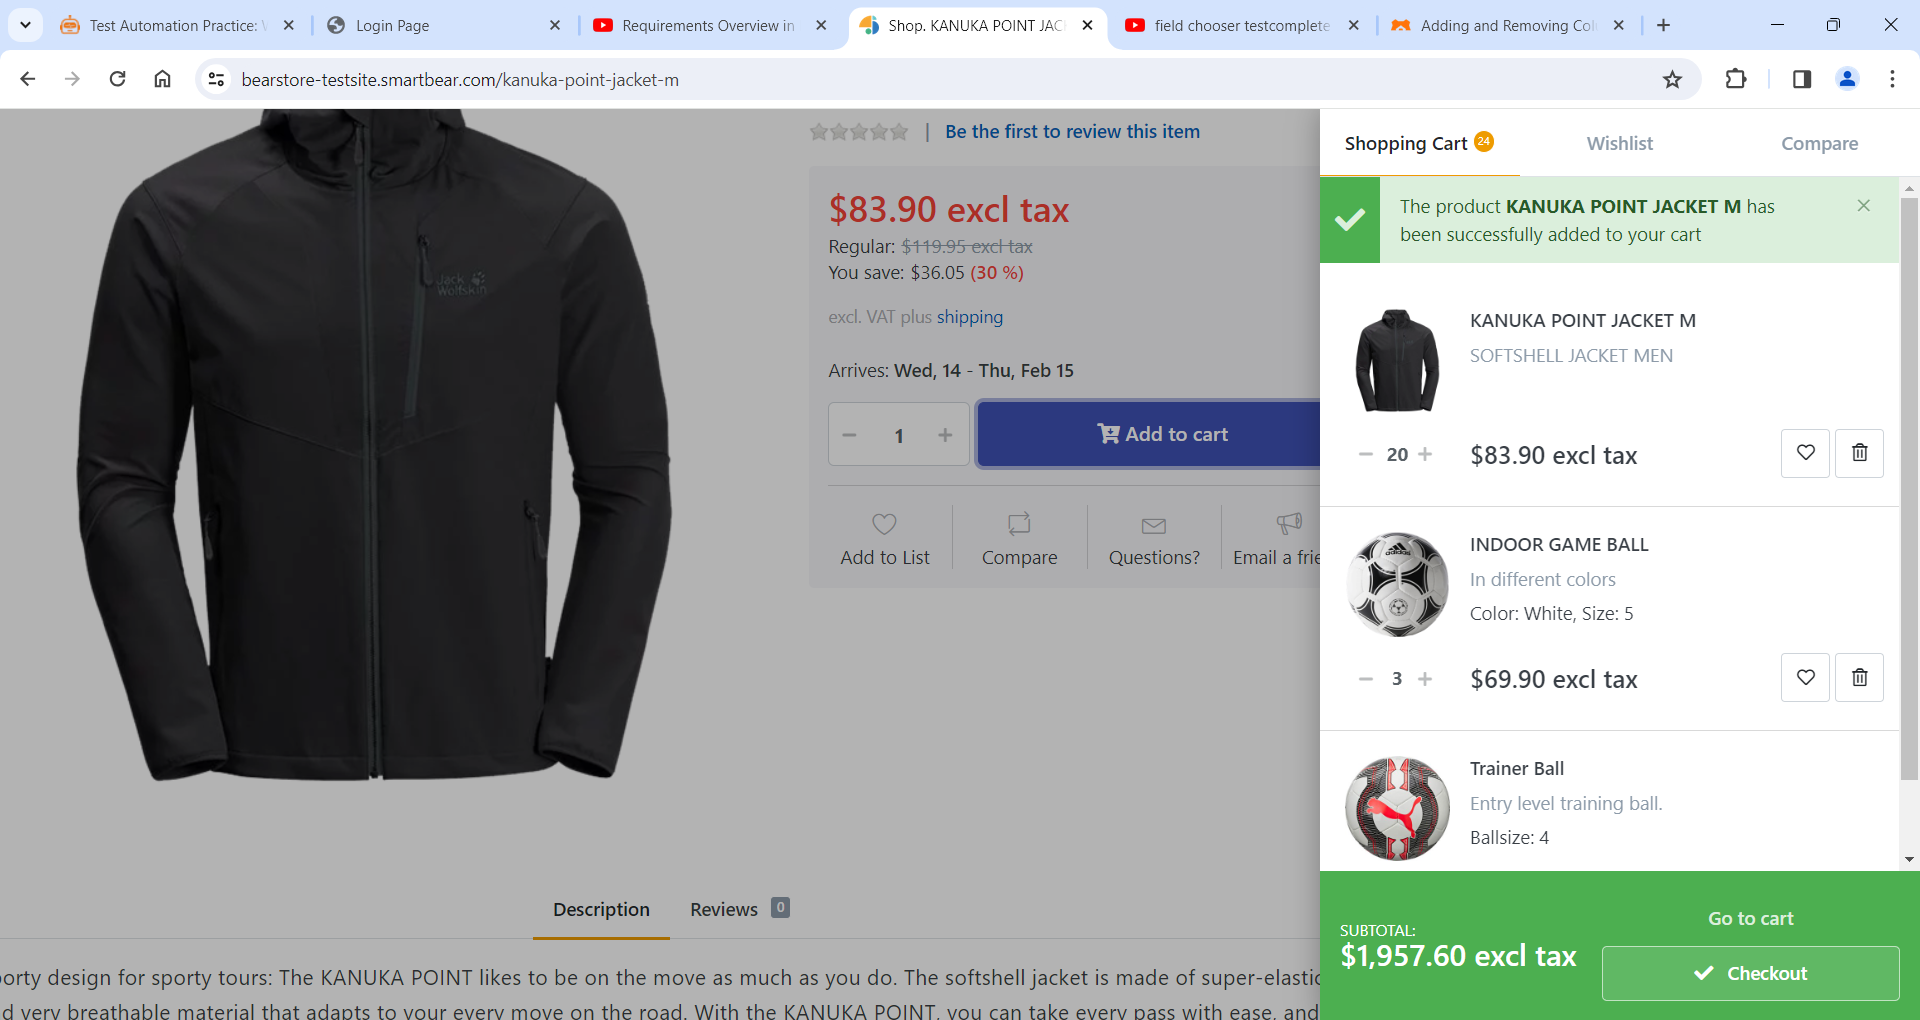 Test Automation Practice:
Login Page
Requirements Overview in
Shop. KANUKA POINT JAC
field chooser testcomplete
Adding and Removing Col
bearstore-testsite.smartbear.com/kanuka-point-jacket-m
Jack
Wolfskin
| Be the first to review this item
$83.90 excl tax
Regular: $119.95 excl tax
You save: $36.05 (30 %)
excl. VAT plus shipping
Arrives: Wed, 14 - Thu, Feb 15
1
Add to cart
Add to List
Compare
Questions?
Email a frie
Description
Reviews 0
orty design for sporty tours: The KANUKA POINT likes to be on the move as much as you do. The softshell jacket is made of super-elastic
d very breathable material that adapts to your every move on the road. With the KANUKA POINT, you can take every pass with ease, and
Shopping Cart 24
Wishlist
Compare
The product KANUKA POINT JACKET M has
been successfully added to your cart
KANUKA POINT JACKET M
SOFTSHELL JACKET MEN
20
$83.90 excl tax
adidas
INDOOR GAME BALL
In different colors
Color: White, Size: 5
3
$69.90 excl tax
Trainer Ball
Entry level training ball.
Ballsize: 4
SUBTOTAL:
$1,957.60 excl tax
Go to cart
Checkout